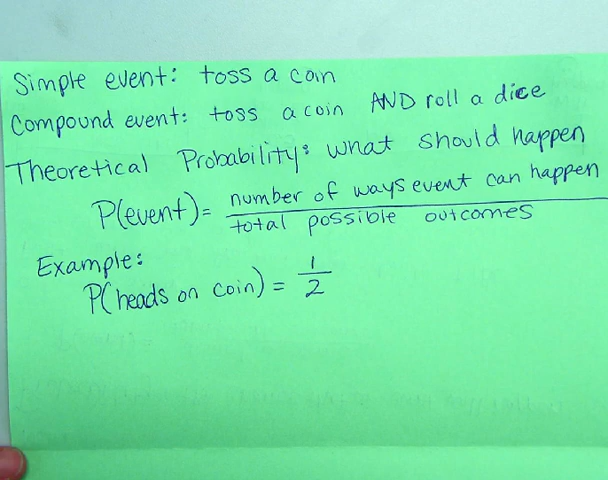 Simple event: toss a coin
Compound event: toss a coin AND roll a dice
Theoretical Probability: what should happen
P(event) = number of ways event can happen
total possible outcomes
Example:
P(heads on coin) = 1
2